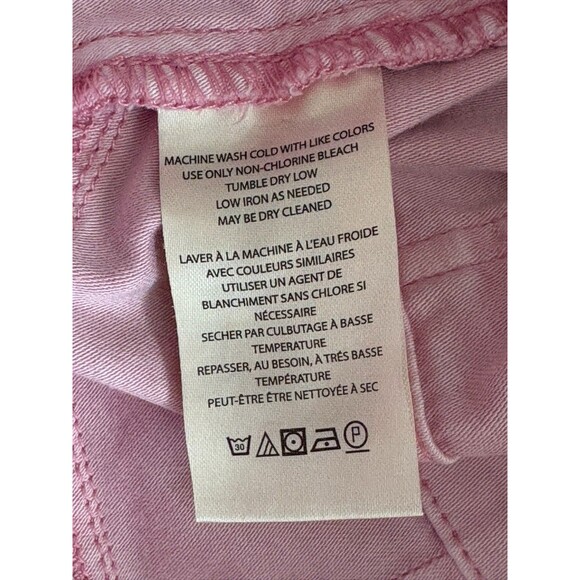 MACHINE WASH COLD WITH LIKE COLORS
USE ONLY NON-CHLORINE BLEACH
TUMBLE DRY LOW
LOW IRON AS NEEDED
MAY BE DRY CLEANED
LAVER À LA MACHINE À L'EAU FROIDE
AVEC COULEURS SIMILAIRES
UTILISER UN AGENT DE
BLANCHIMENT SANS CHLORE SI
NÉCESSAIRE
SECHER PAR CULBUTAGE À BASSE
TEMPERATURE
REPASSER, AU BESOIN, À TRÉS BASSE
TEMPÉRATURE
PEUT-ÊTRE ÊTRE NETTOYÉE À SEC
30 P